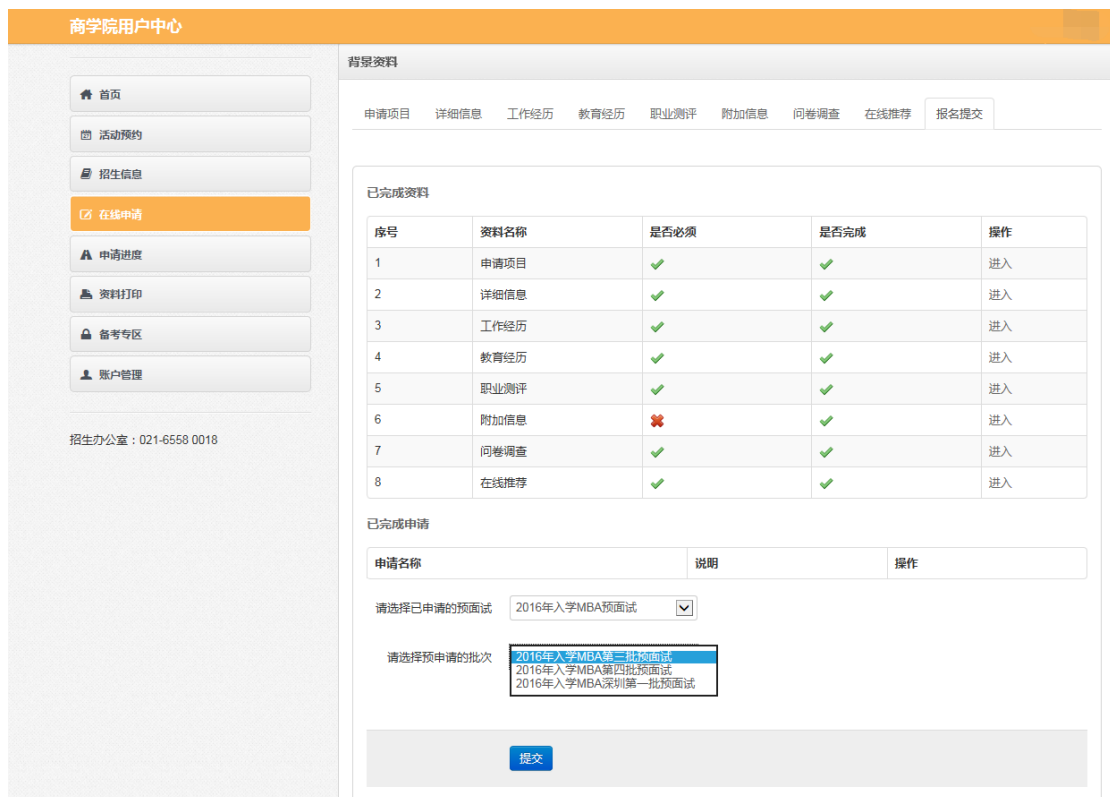 商学院用户中心
首页
活动预约
招生信息
在线申请
申请进度
资料打印
备考专区
账户管理
招生办公室：021-6558 0018
背景资料
申请项目 详细信息 工作经历 教育经历 职业测评 附加信息 问卷调查 在线推荐 报名提交
已完成资料
序号 资料名称 是否必须 是否完成 操作
1 申请项目 进入
2 详细信息 进入
3 工作经历 进入
4 教育经历 进入
5 职业测评 进入
6 附加信息 进入
7 问卷调查 进入
8 在线推荐 进入
已完成申请
申请名称 说明 操作
请选择已申请的预面试 2016年入学MBA预面试
请选择预申请的批次 2016年入学MBA第三批预面试
2016年入学MBA第四批预面试
2016年入学MBA深圳第一批预面试
提交